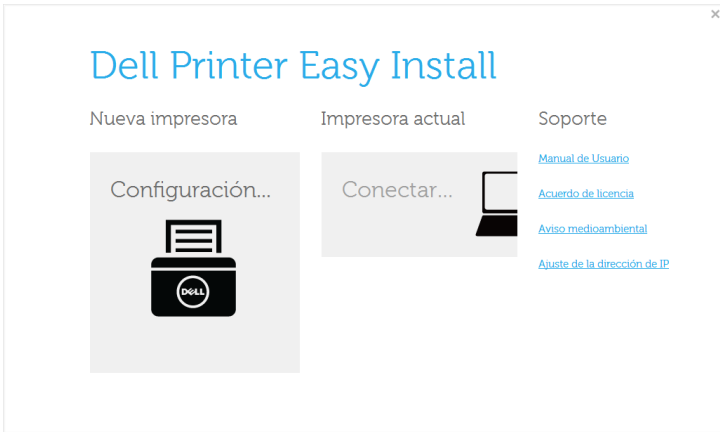 Dell Printer Easy Install
Nueva impresora
Configuración...
DELL
Impresora actual
Conectar...
Soporte
Manual de Usuario
Acuerdo de licencia
Aviso medioambiental
Ajuste de la dirección de IP